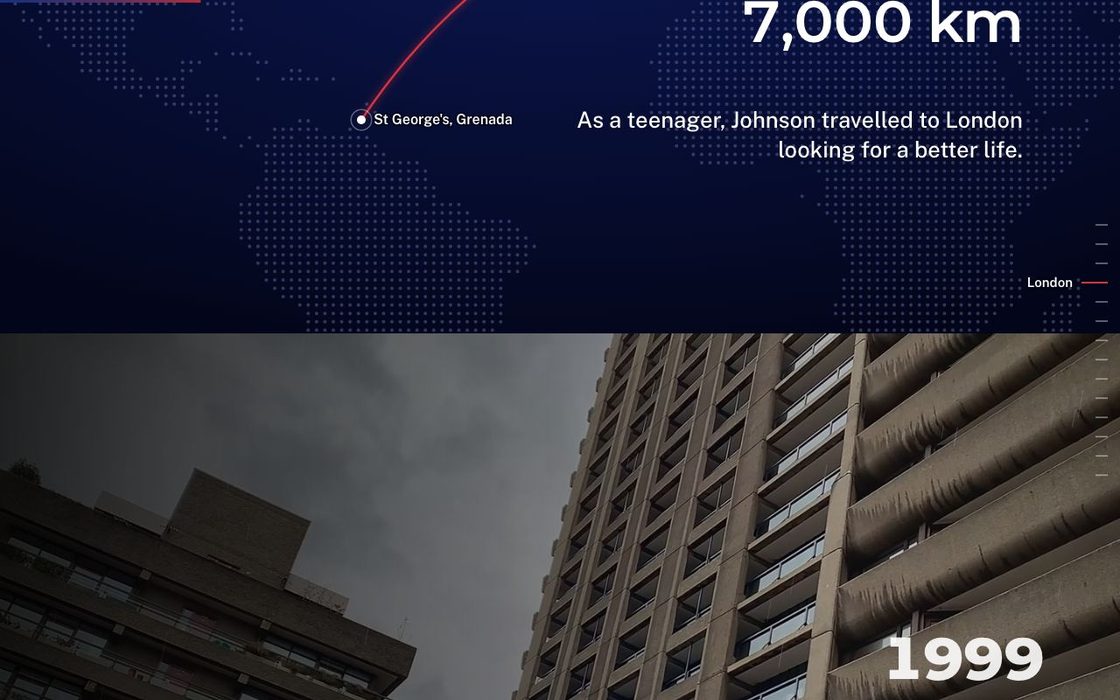 7,000 km
St George's, Grenada
As a teenager, Johnson travelled to London
looking for a better life.
London
1999